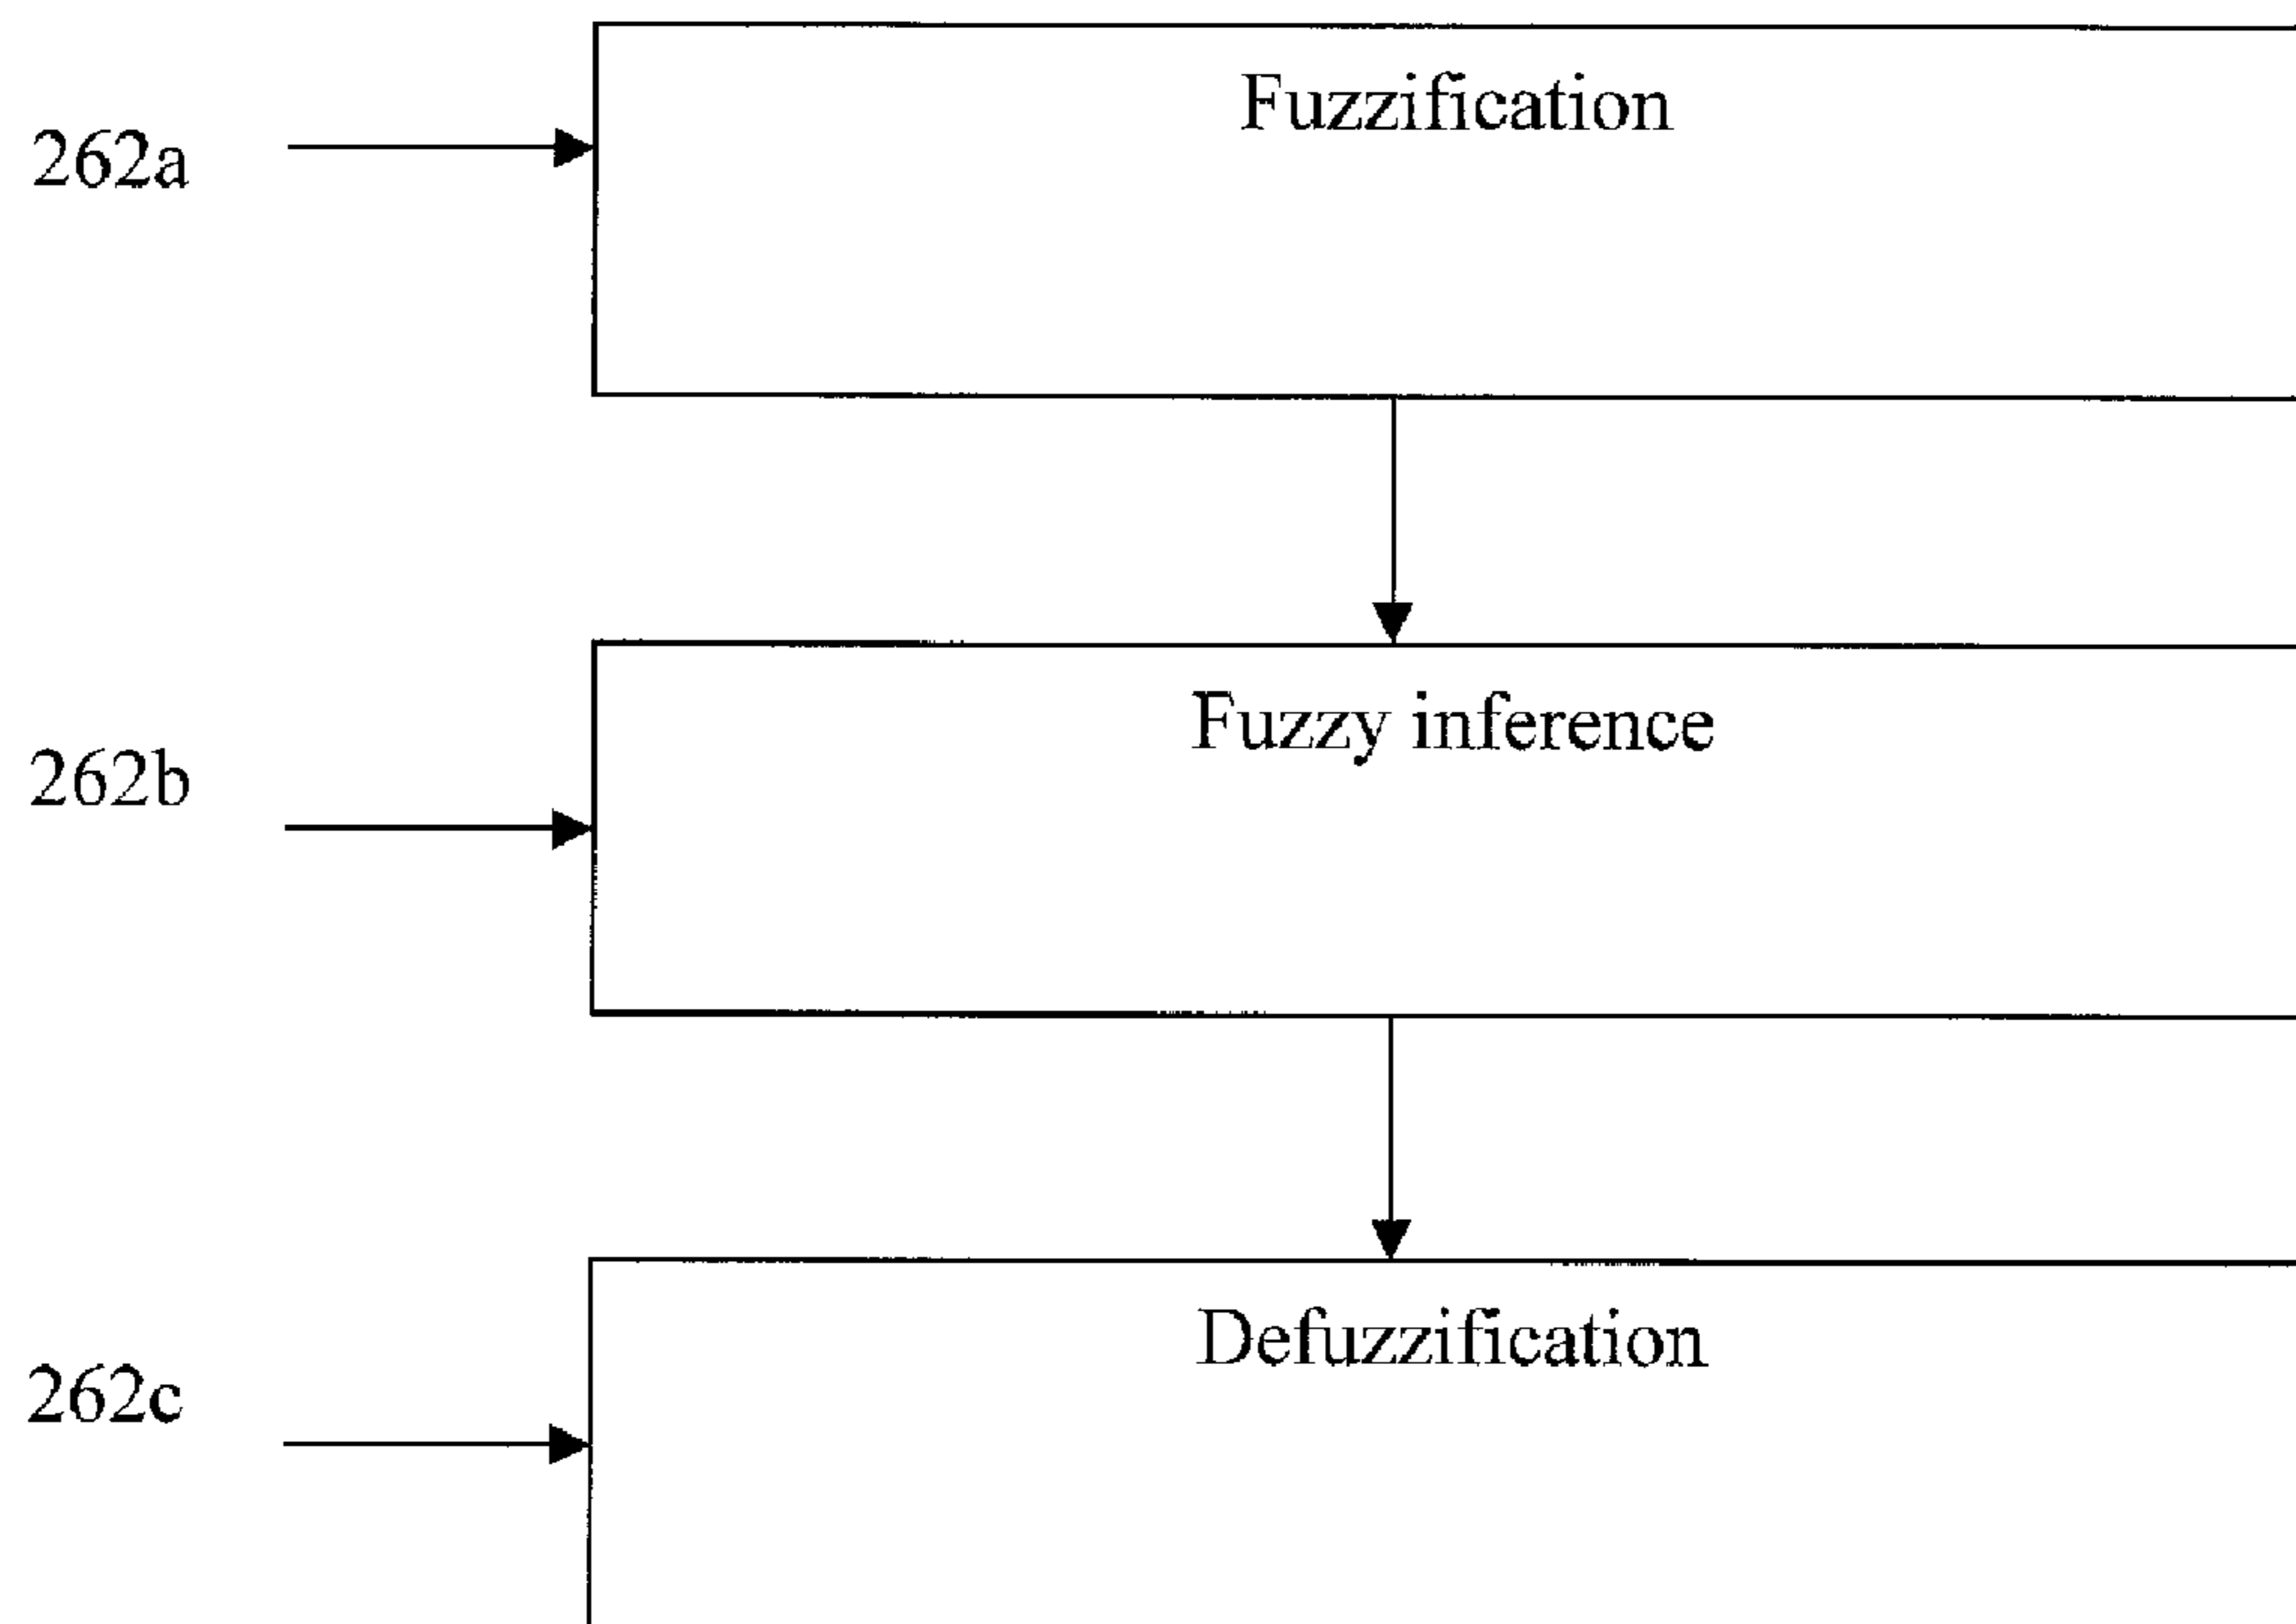 Fuzzification
262a
Fuzzy inference
262b
Defuzzification
262c